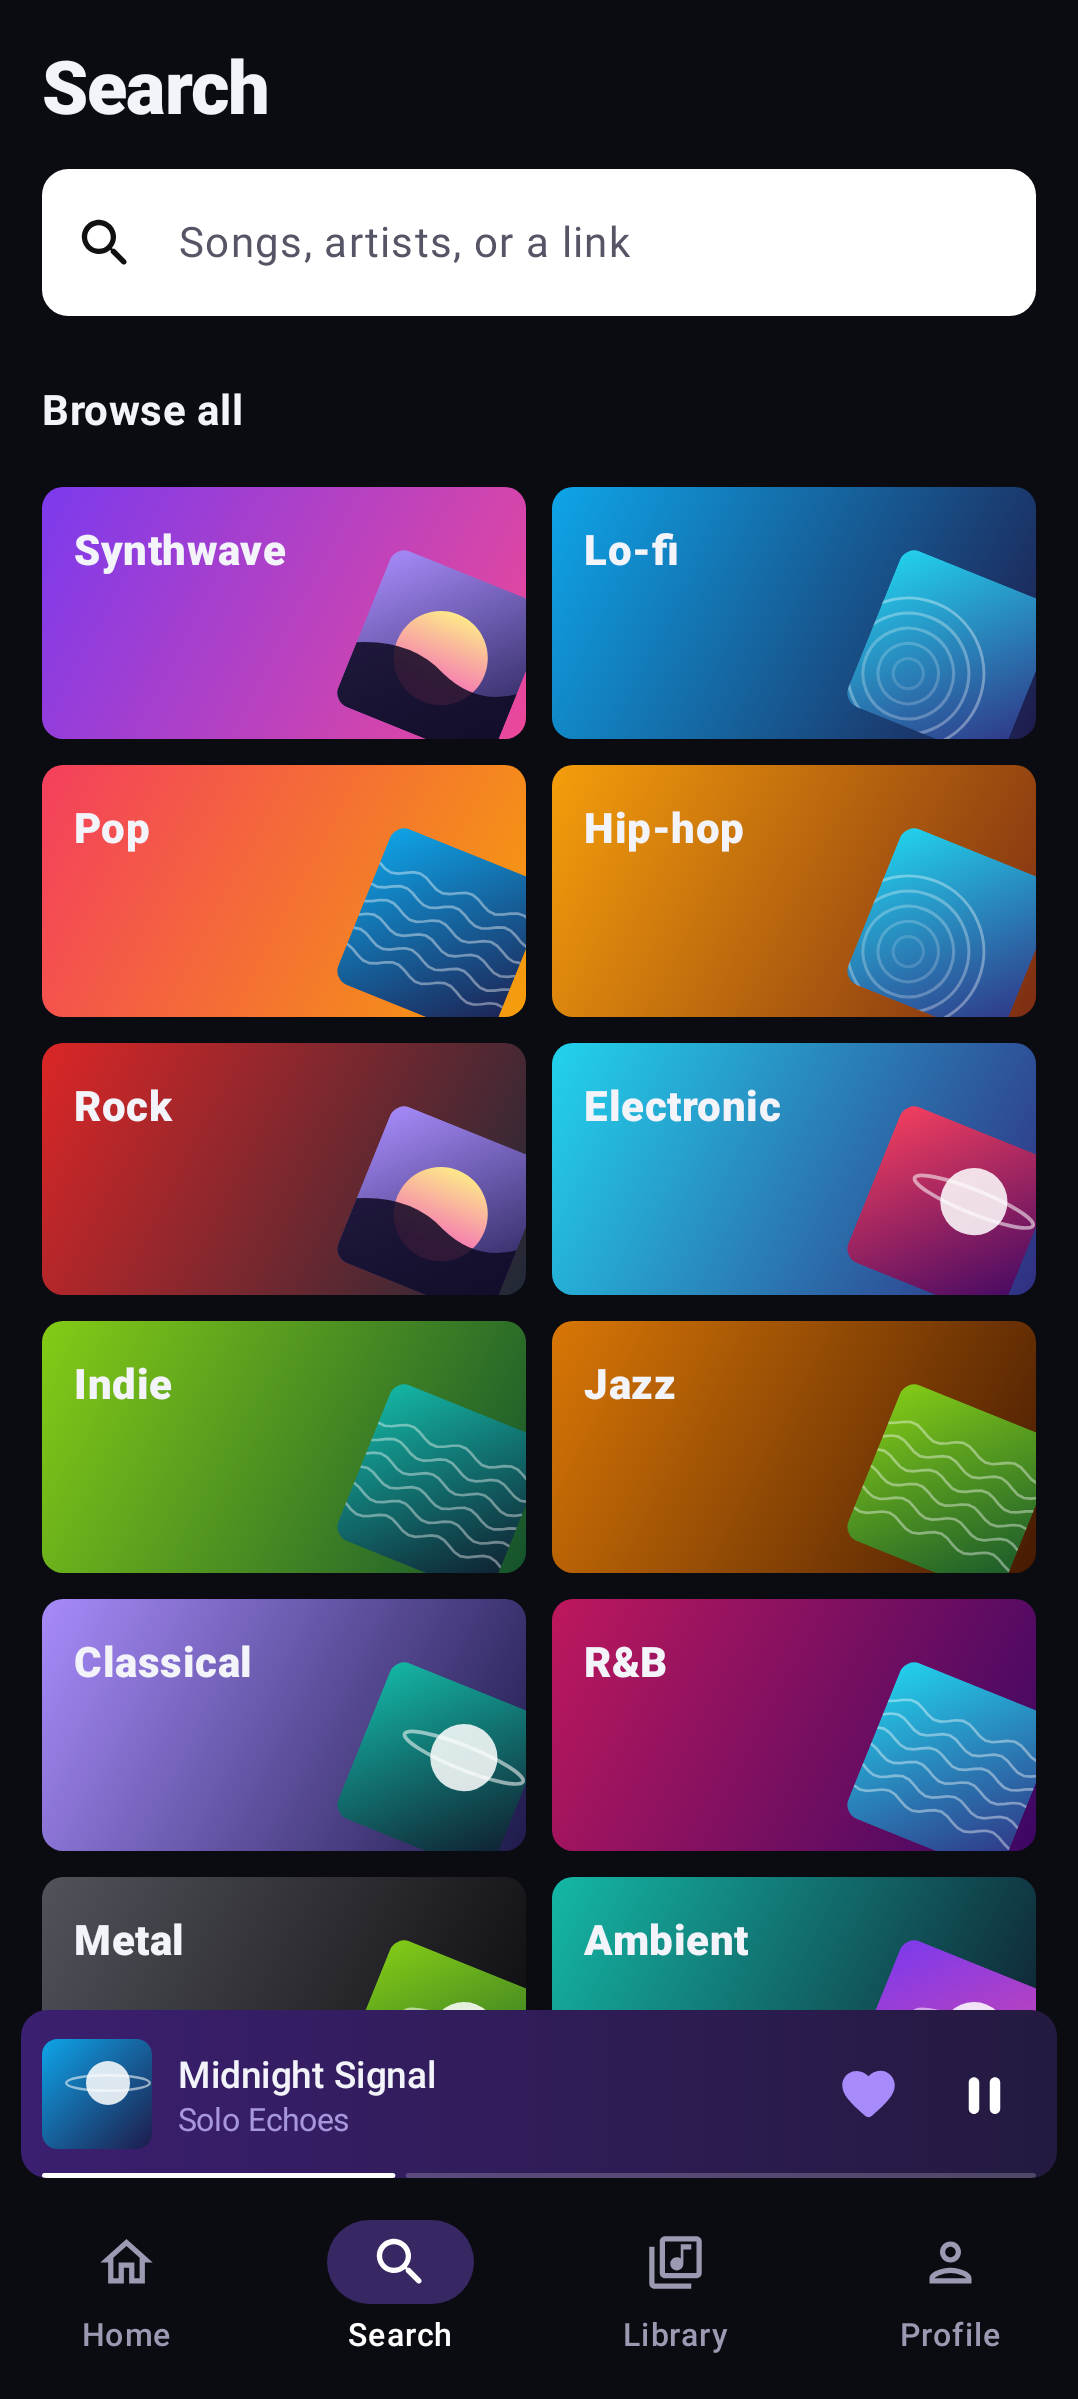 Search
Songs, artists, or a link
Browse all
Synthwave
Lo-fi
Pop
Hip-hop
Rock
Electronic
Indie
Jazz
Classical
R&B
Metal
Ambient
Midnight Signal
Solo Echoes
Home
Search
Library
Profile